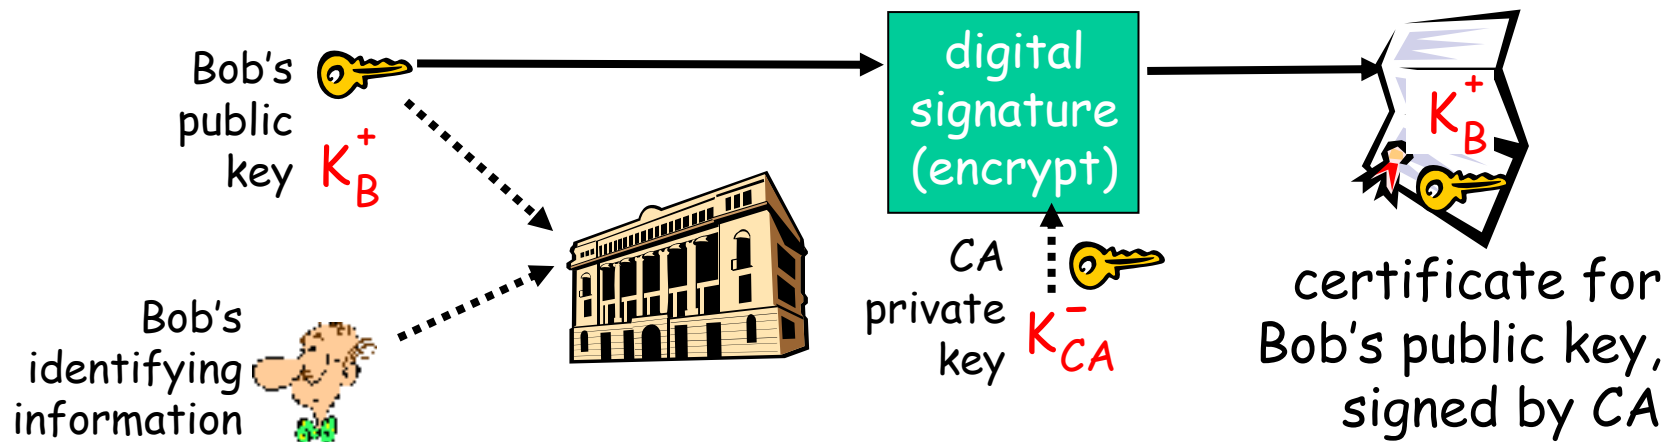 Bob's
public
key
K_B^+
digital
signature
(encrypt)
K_B^+
CA
private
key
K_CA^-
certificate for
Bob's public key,
signed by CA
Bob's
identifying
information